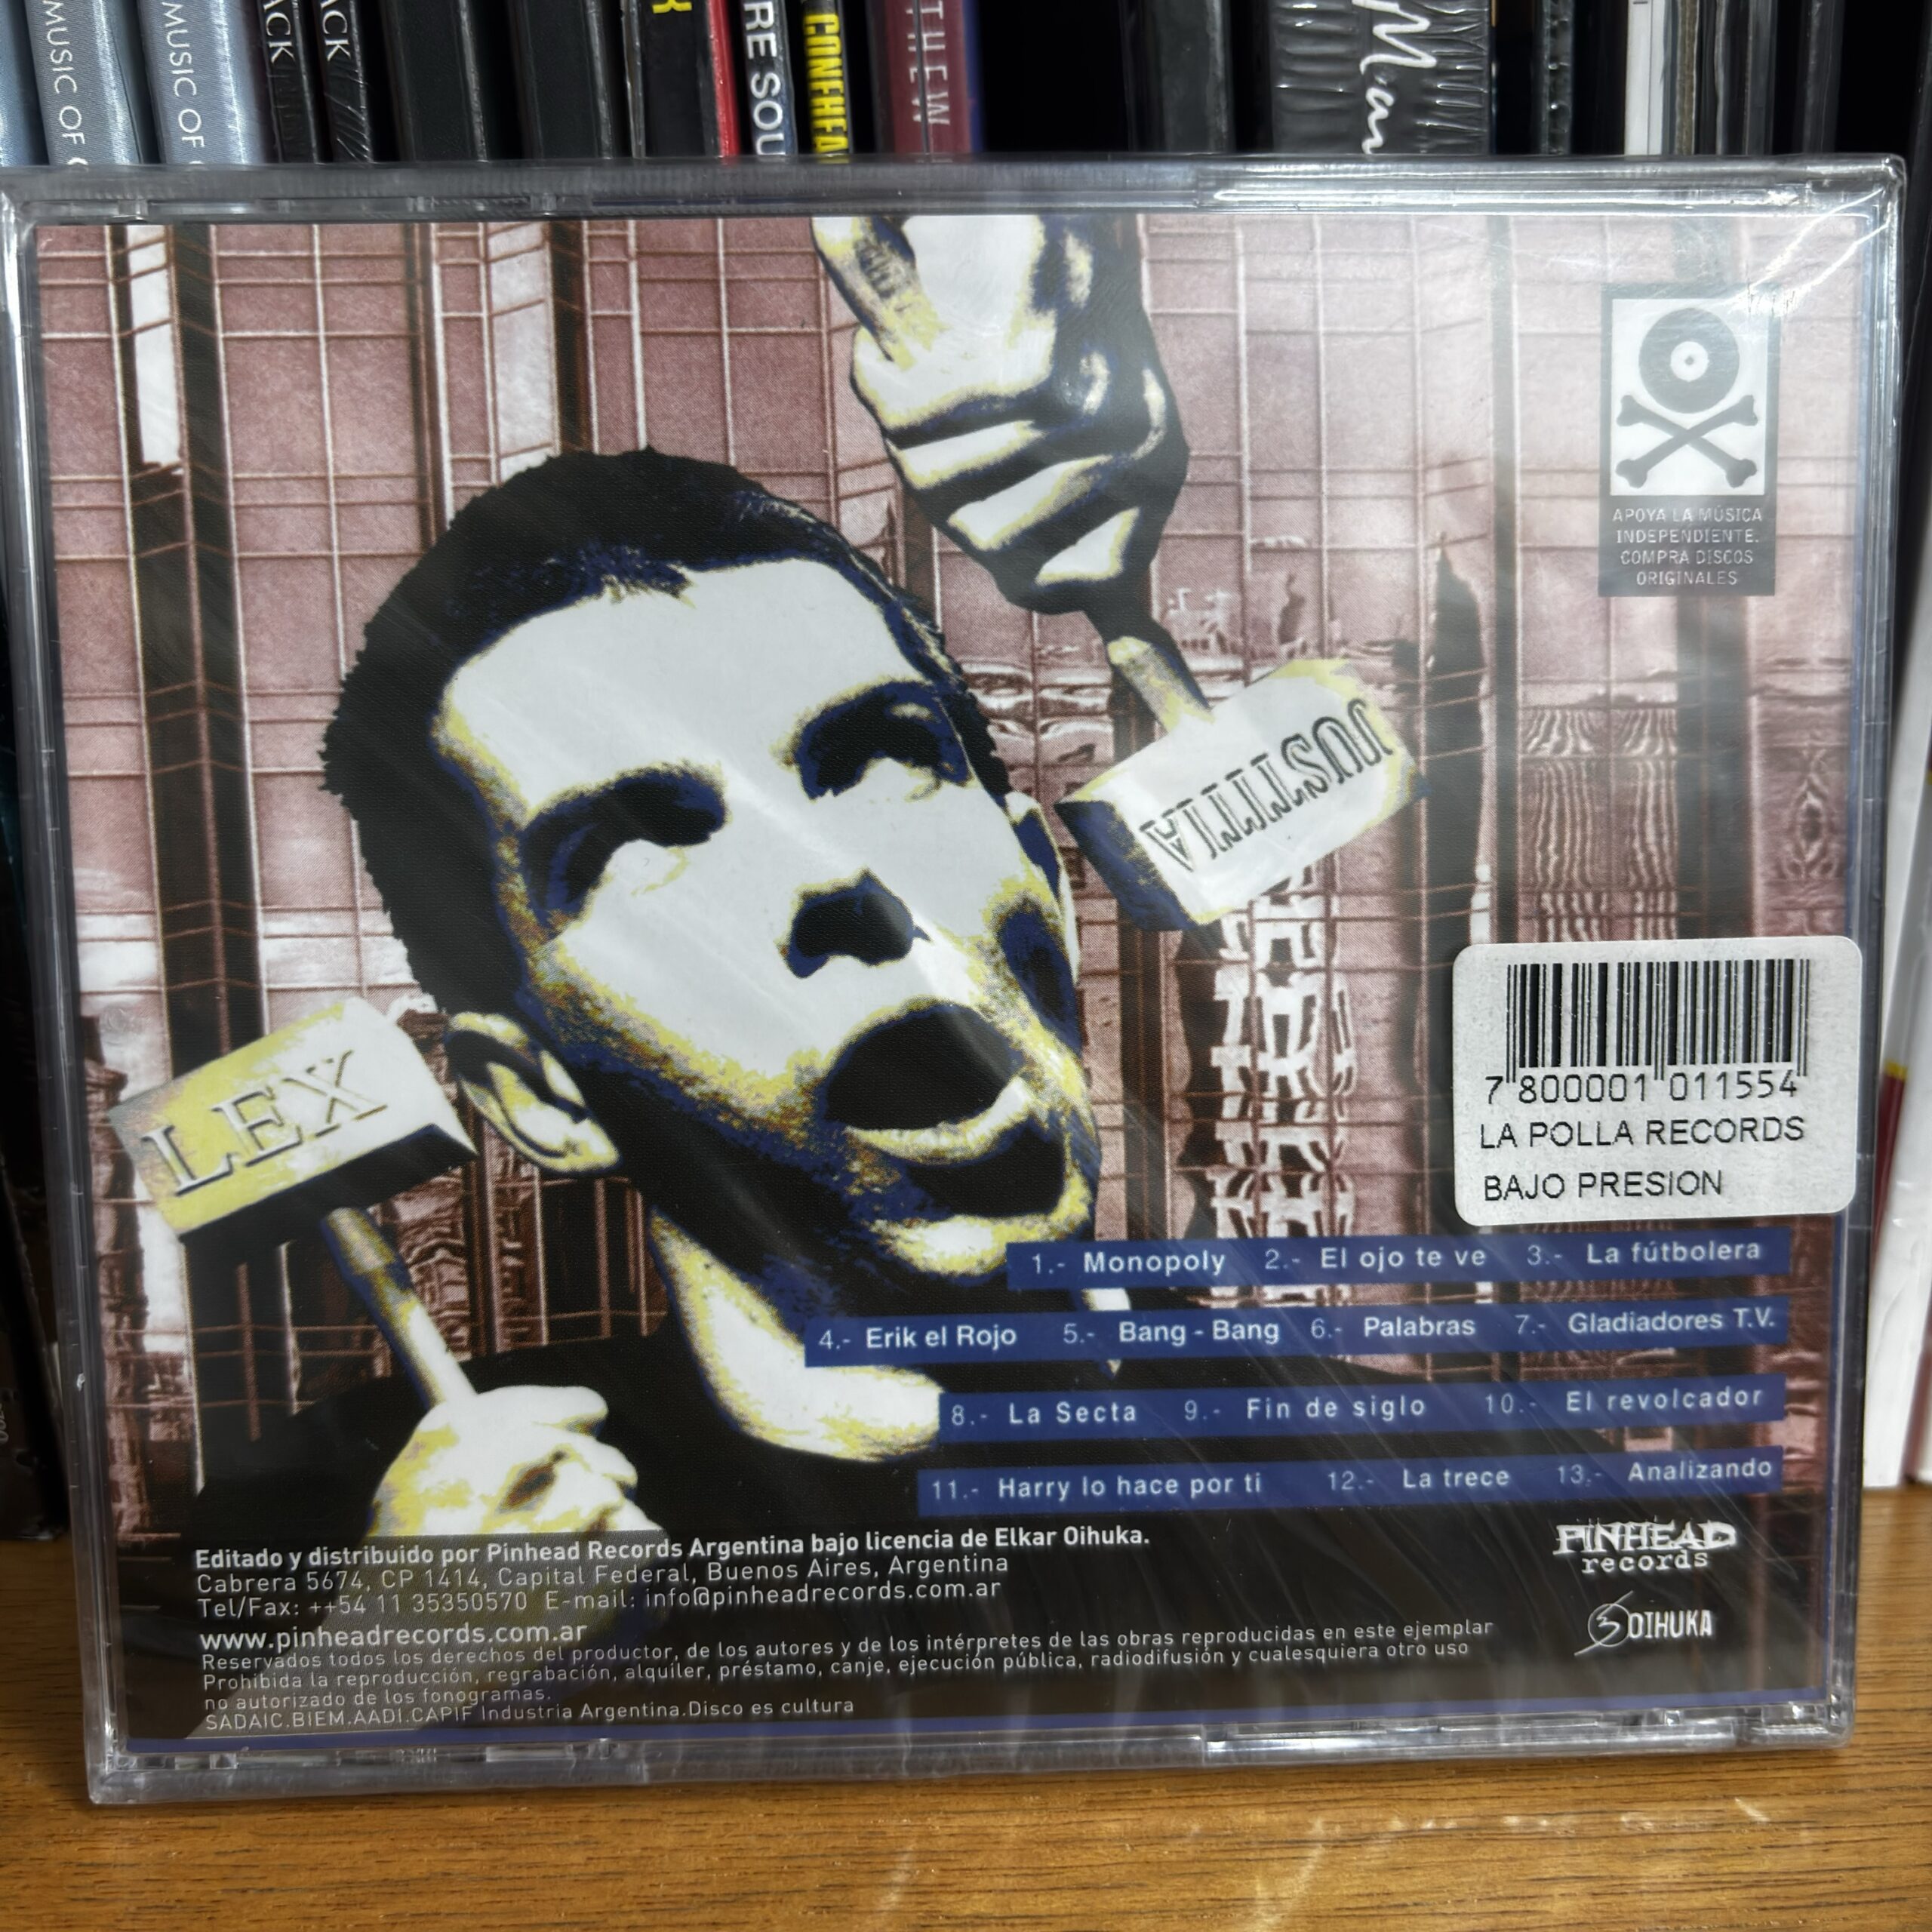 MUSIC OF
MUSIC OF
ACK
ACK
RE SOU
CONEHEA
THEW
Man
APOYA LA MÚSICA
INDEPENDIENTE.
COMPRA DISCOS
ORIGINALES
JUSTITIA
LEX
7 800001 011554
LA POLLA RECORDS
BAJO PRESION
1.- Monopoly 2.- El ojo te ve 3.- La fútbolera
4.- Erik el Rojo 5.- Bang - Bang 6.- Palabras 7.- Gladiadores T.V.
8.- La Secta 9.- Fin de siglo 10.- El revolcador
11.- Harry lo hace por ti 12.- La trece 13.- Analizando
Editado y distribuido por Pinhead Records Argentina bajo licencia de Elkar Oihuka.
Cabrera 5674, CP 1414, Capital Federal, Buenos Aires, Argentina
Tel/Fax: ++54 11 35350570 E-mail: info@pinheadrecords.com.ar
www.pinheadrecords.com.ar
Reservados todos los derechos del productor, de los autores y de los intérpretes de las obras reproducidas en este ejemplar
Prohibida la reproducción, regrabación, alquiler, préstamo, canje, ejecución pública, radiodifusión y cualesquiera otro uso
no autorizado de los fonogramas.
SADAIC.BIEM.AADI.CAPIF Industria Argentina.Disco es cultura
PINHEAD
records
OIHUKA